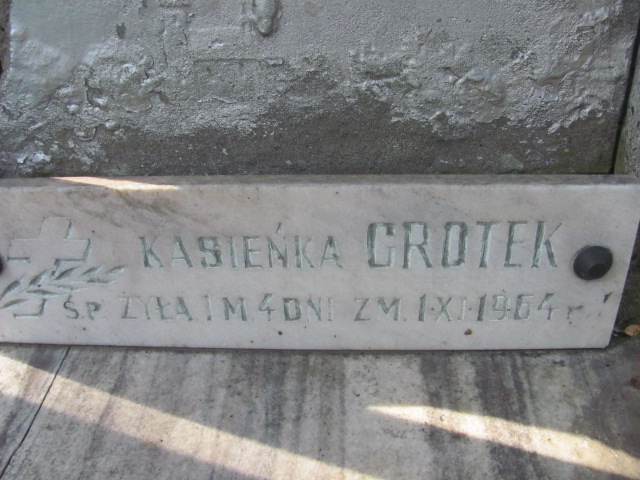 KASIEŃKA GROTEK
Ś.P. ŻYŁA 1 M. 4 DNI ZM. 1·XI·1964 r.